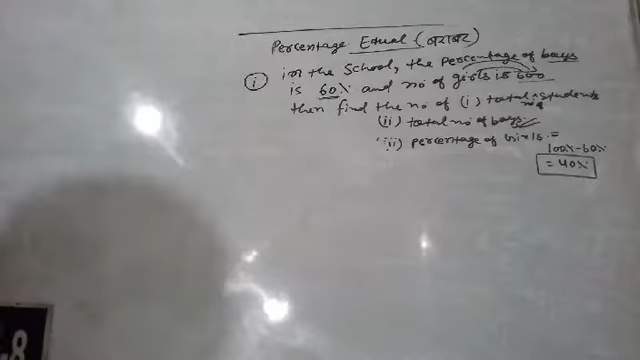 Percentage Equal (बराबर)
(i) in the School, the percentage of boys
is 60% and no of girls is 600
then find the no of (i) total students
(ii) total no of boys
(iii) percentage of Girls =
100%-60%
= 40%
.8